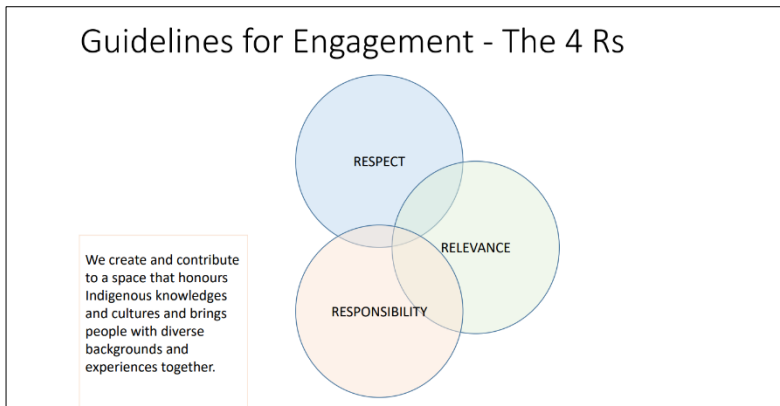 Guidelines for Engagement - The 4 Rs
RESPECT
RELEVANCE
RESPONSIBILITY
We create and contribute
to a space that honours
Indigenous knowledges
and cultures and brings
people with diverse
backgrounds and
experiences together.